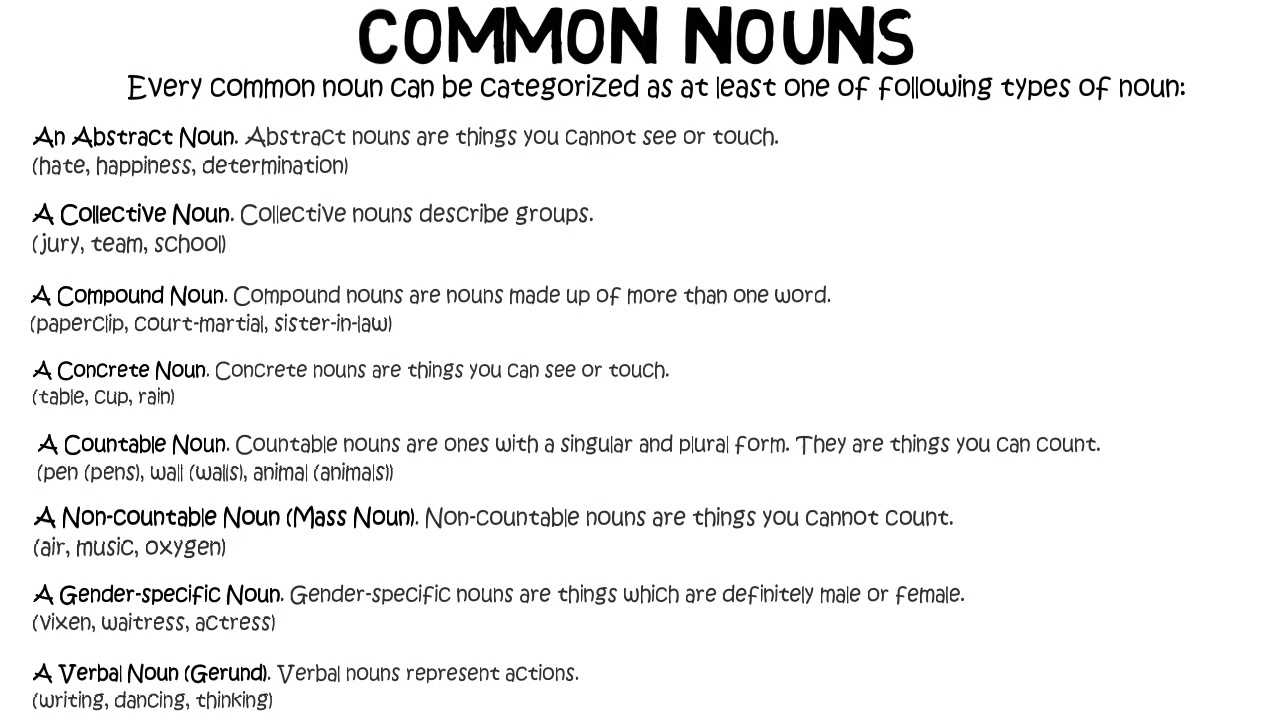 COMMON NOUNS
Every common noun can be categorized as at least one of following types of noun:
An Abstract Noun. Abstract nouns are things you cannot see or touch.
(hate, happiness, determination)
A Collective Noun. Collective nouns describe groups.
(jury, team, school)
A Compound Noun. Compound nouns are nouns made up of more than one word.
(paperclip, court-martial, sister-in-law)
A Concrete Noun. Concrete nouns are things you can see or touch.
(table, cup, rain)
A Countable Noun. Countable nouns are ones with a singular and plural form. They are things you can count.
(pen (pens), wall (walls), animal (animals))
A Non-countable Noun (Mass Noun). Non-countable nouns are things you cannot count.
(air, music, oxygen)
A Gender-specific Noun. Gender-specific nouns are things which are definitely male or female.
(vixen, waitress, actress)
A Verbal Noun (Gerund). Verbal nouns represent actions.
(writing, dancing, thinking)